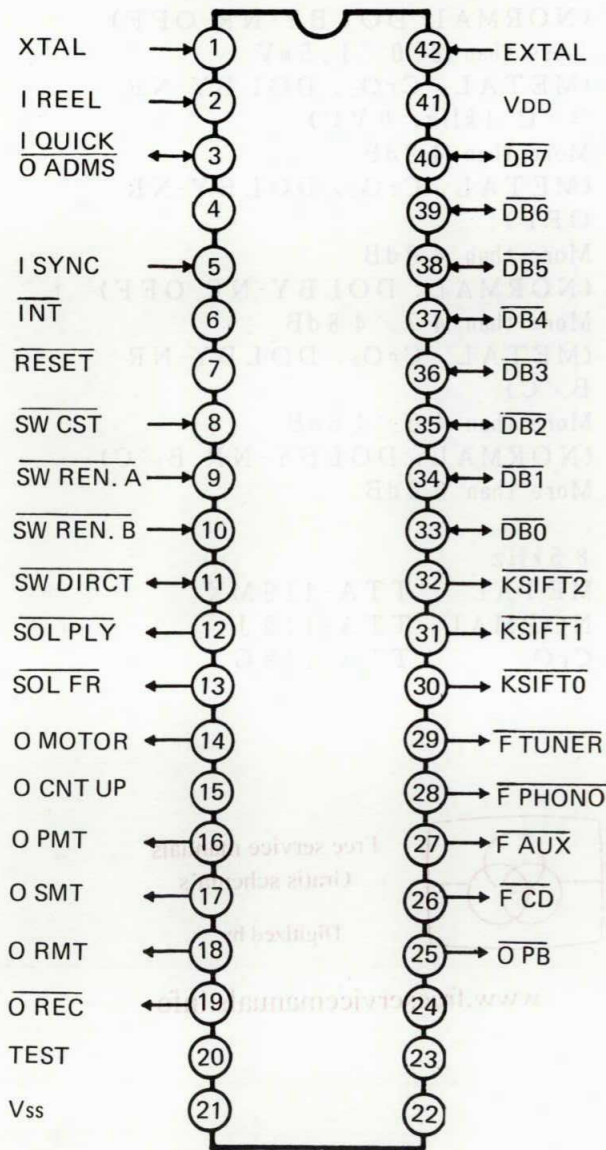 XTAL 1 42 EXTAL
I REEL 2 41 VDD
I QUICK
O ADMS 3 40 DB7
4 39 DB6
I SYNC 5 38 DB5
INT 6 37 DB4
RESET 7 36 DB3
SW CST 8 35 DB2
SW REN. A 9 34 DB1
SW REN. B 10 33 DB0
SW DIRCT 11 32 KSIFT2
SOL PLY 12 31 KSIFT1
SOL FR 13 30 KSIFT0
O MOTOR 14 29 F TUNER
O CNT UP 15 28 F PHONO
O PMT 16 27 F AUX
O SMT 17 26 F CD
O RMT 18 25 O PB
O REC 19 24
TEST 20 23
Vss 21 22